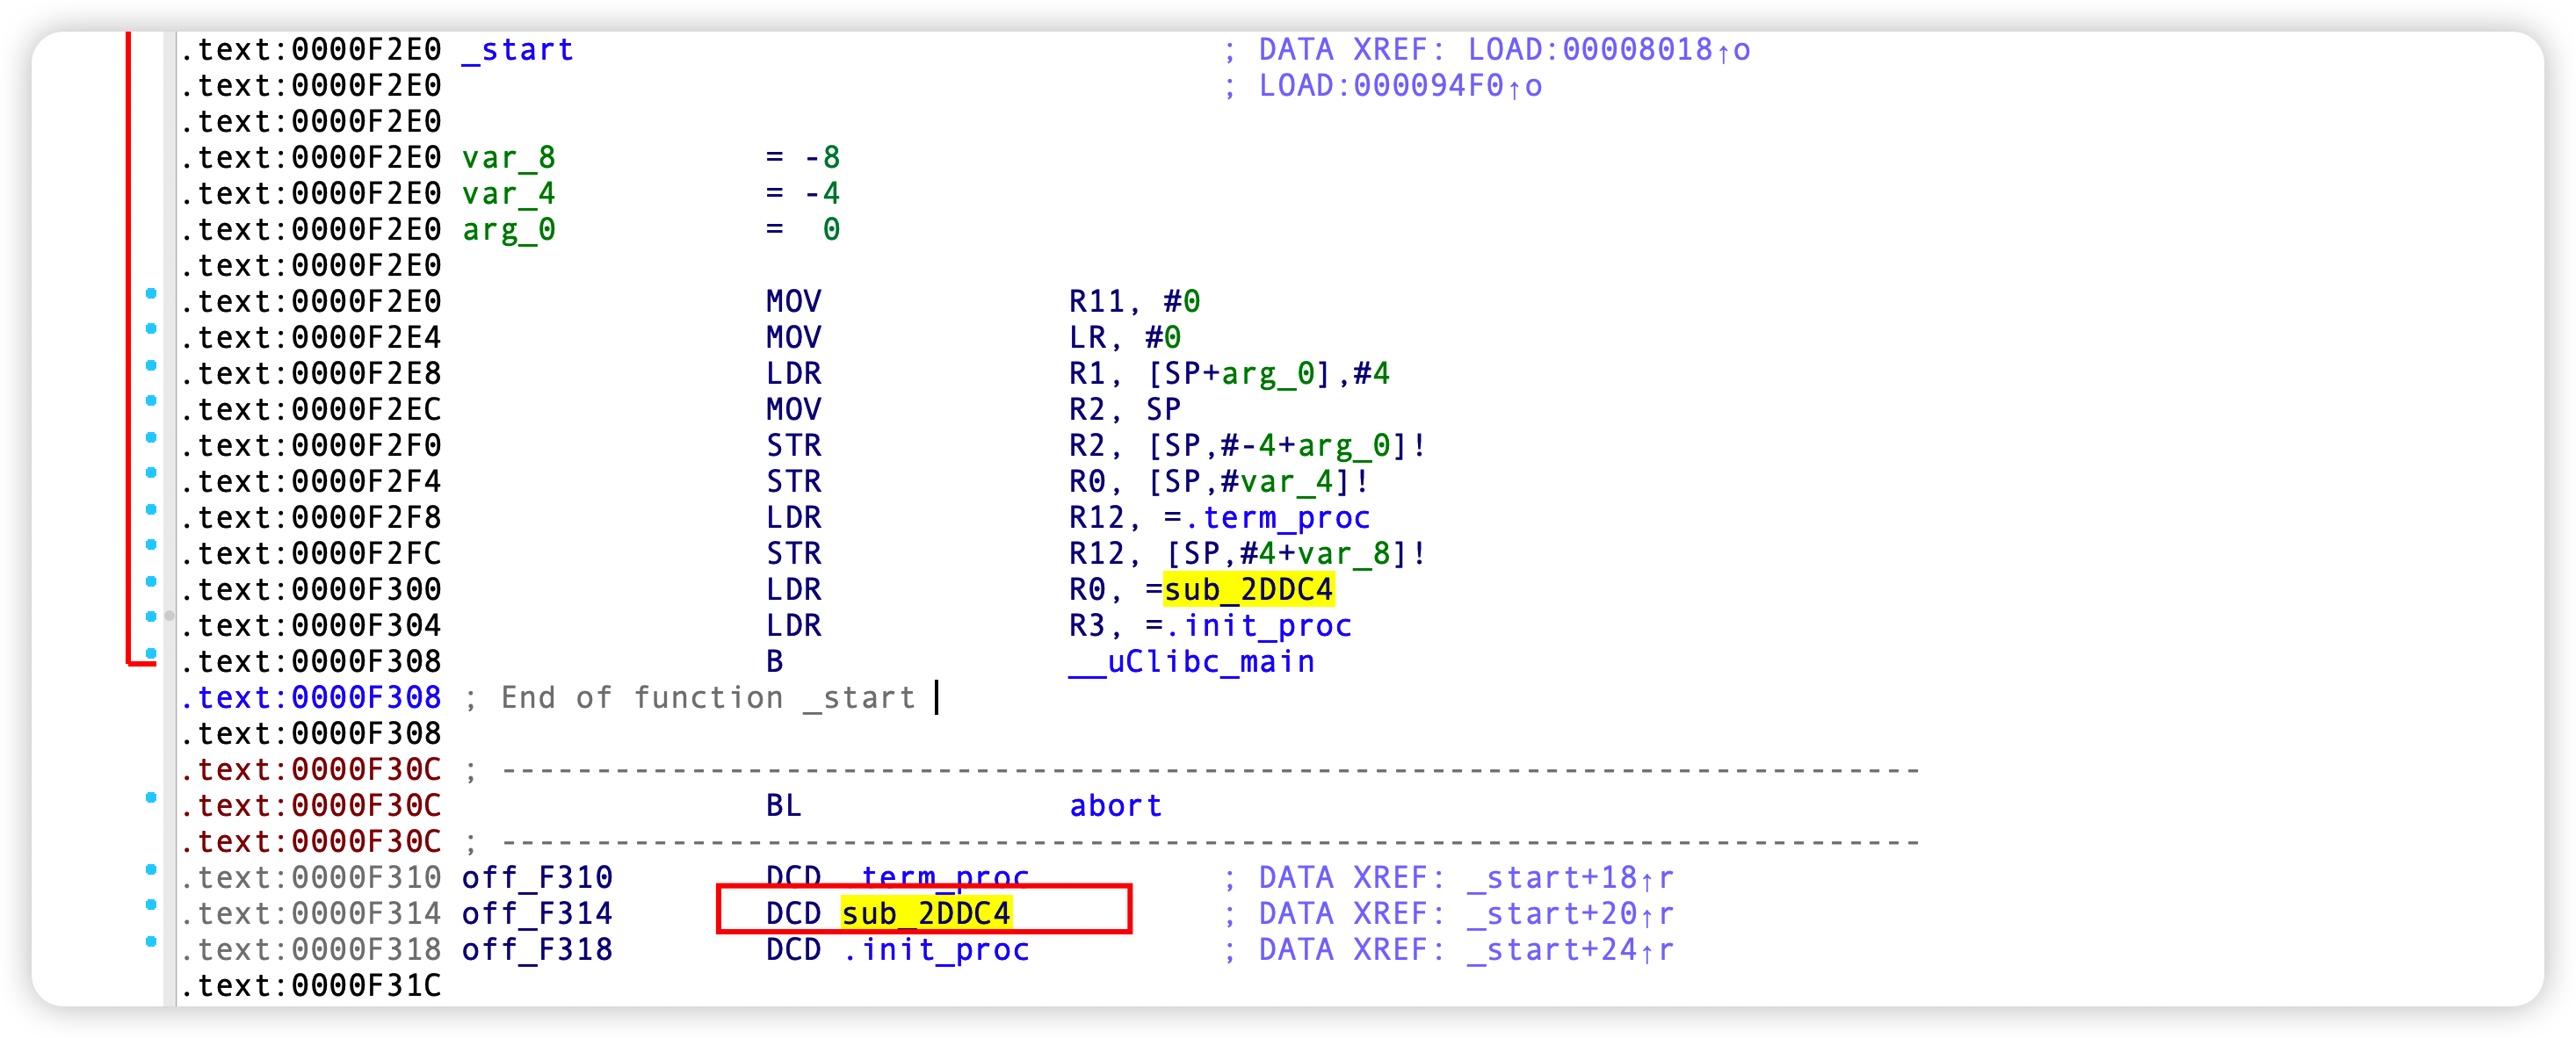 .text:0000F2E0 _start ; DATA XREF: LOAD:00008018↑o
.text:0000F2E0 ; LOAD:000094F0↑o
.text:0000F2E0
.text:0000F2E0 var_8 = -8
.text:0000F2E0 var_4 = -4
.text:0000F2E0 arg_0 = 0
.text:0000F2E0
.text:0000F2E0 MOV R11, #0
.text:0000F2E4 MOV LR, #0
.text:0000F2E8 LDR R1, [SP+arg_0],#4
.text:0000F2EC MOV R2, SP
.text:0000F2F0 STR R2, [SP,#-4+arg_0]!
.text:0000F2F4 STR R0, [SP,#var_4]!
.text:0000F2F8 LDR R12, =.term_proc
.text:0000F2FC STR R12, [SP,#4+var_8]!
.text:0000F300 LDR R0, =sub_2DDC4
.text:0000F304 LDR R3, =.init_proc
.text:0000F308 B __uClibc_main
.text:0000F308 ; End of function _start
.text:0000F308
.text:0000F30C ; ---------------------------------------------------------------------------
.text:0000F30C BL abort
.text:0000F30C ; ---------------------------------------------------------------------------
.text:0000F310 off_F310 DCD .term_proc ; DATA XREF: _start+18↑r
.text:0000F314 off_F314 DCD sub_2DDC4 ; DATA XREF: _start+20↑r
.text:0000F318 off_F318 DCD .init_proc ; DATA XREF: _start+24↑r
.text:0000F31C